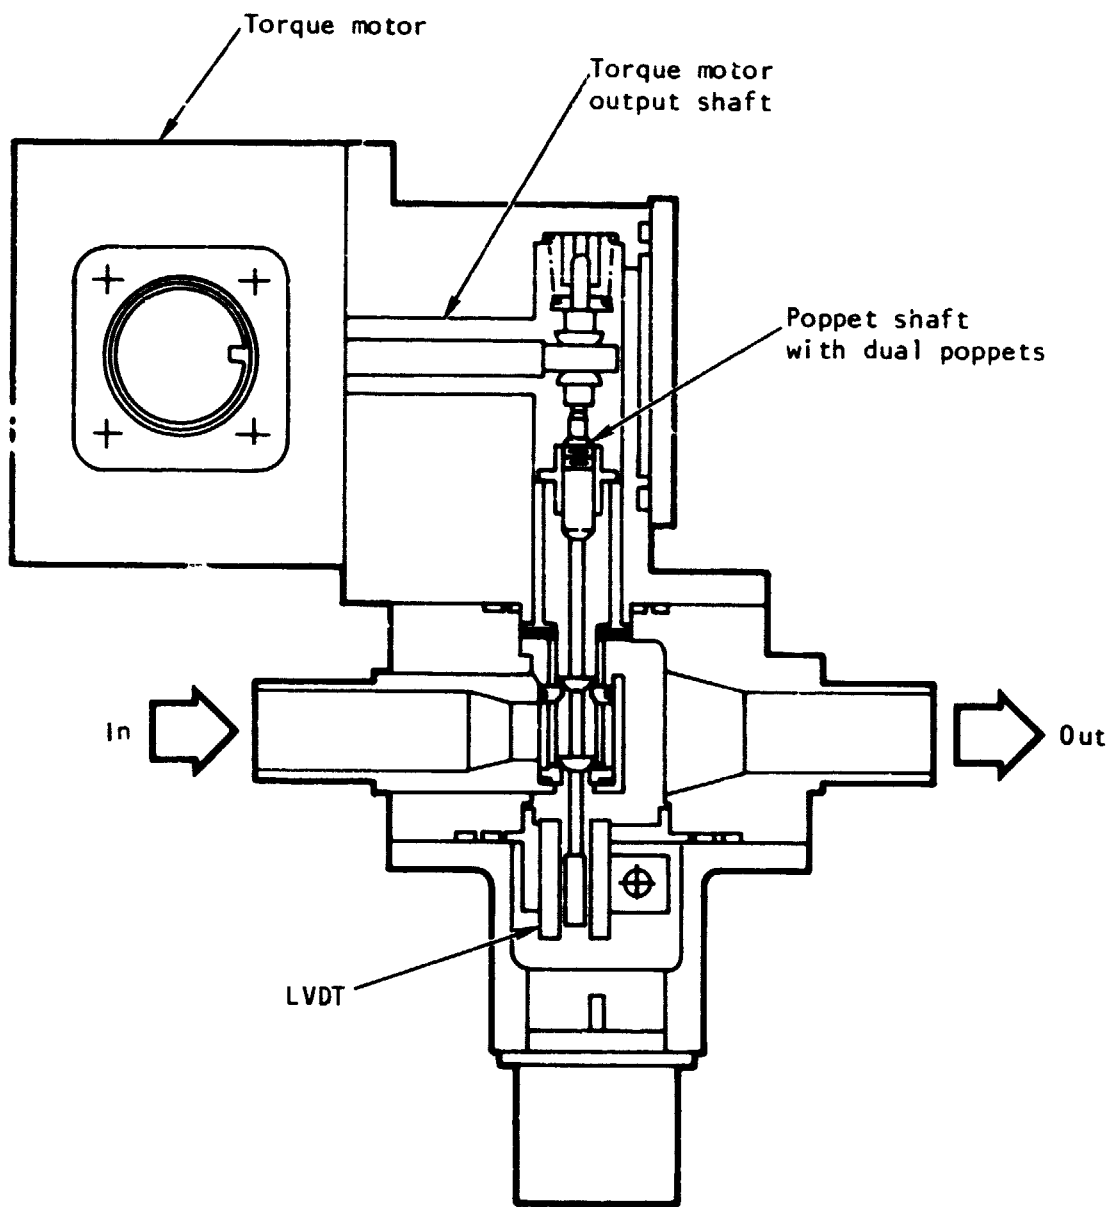 Torque motor
Torque motor
output shaft
Poppet shaft
with dual poppets
In
Out
LVDT